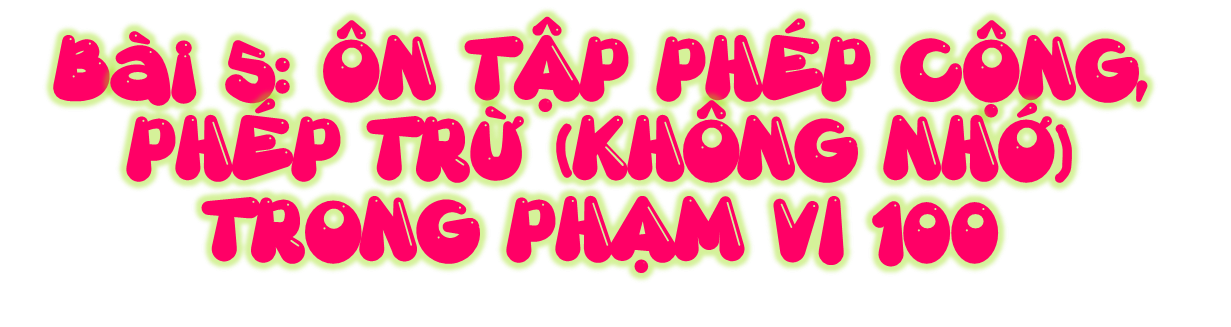 Bài 5: ÔN TẬP PHÉP CỘNG,
PHÉP TRỪ (KHÔNG NHỚ)
TRONG PHẠM VI 100